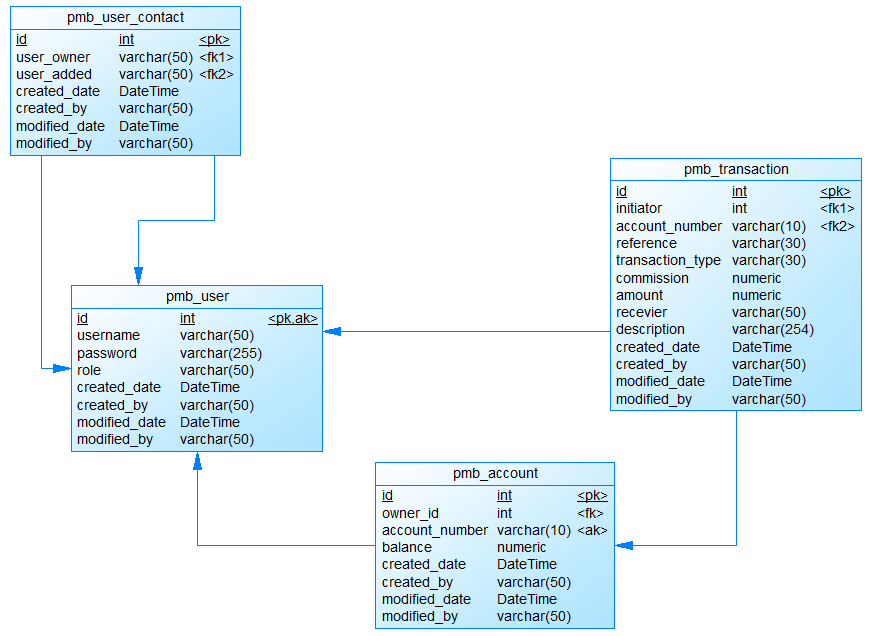 pmb_user_contact
id int <pk>
user_owner varchar(50) <fk1>
user_added varchar(50) <fk2>
created_date DateTime
created_by varchar(50)
modified_date DateTime
modified_by varchar(50)
pmb_transaction
id int <pk>
initiator int <fk1>
account_number varchar(10) <fk2>
reference varchar(30)
transaction_type varchar(30)
commission numeric
amount numeric
recevier varchar(50)
description varchar(254)
created_date DateTime
created_by varchar(50)
modified_date DateTime
modified_by varchar(50)
pmb_user
id int <pk,ak>
username varchar(50)
password varchar(255)
role varchar(50)
created_date DateTime
created_by varchar(50)
modified_date DateTime
modified_by varchar(50)
pmb_account
id int <pk>
owner_id int <fk>
account_number varchar(10) <ak>
balance numeric
created_date DateTime
created_by varchar(50)
modified_date DateTime
modified_by varchar(50)